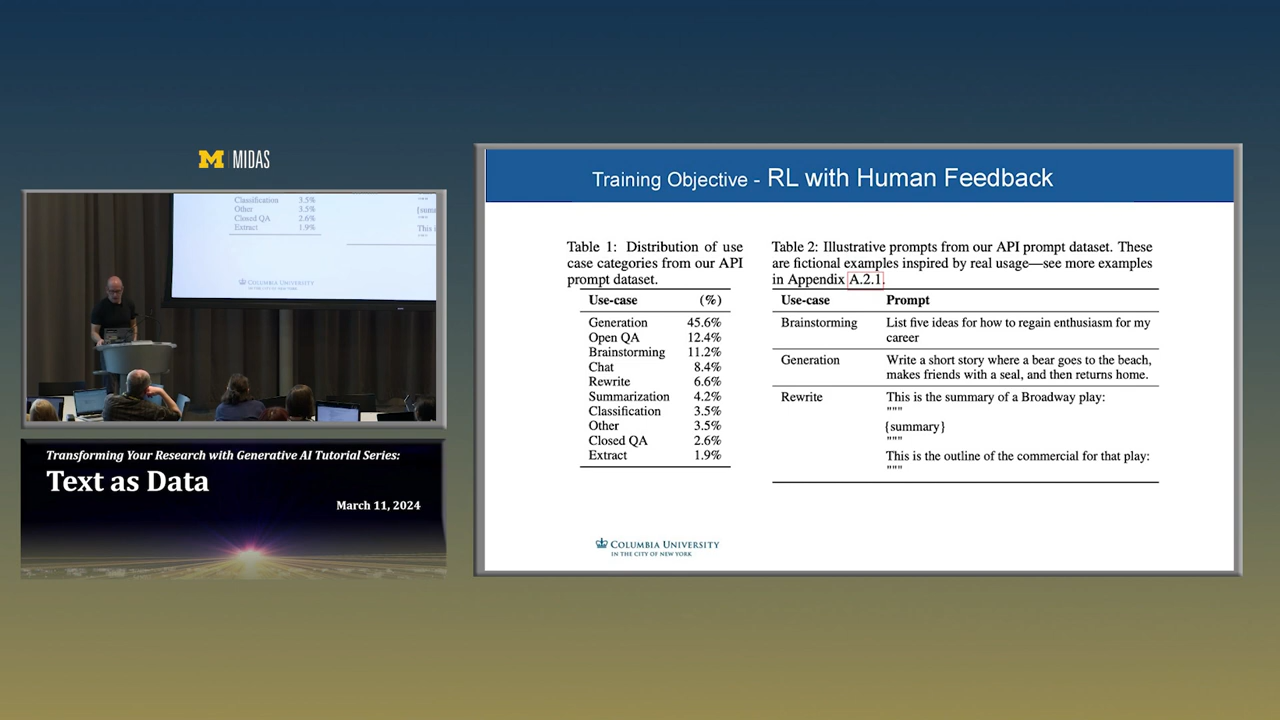 M | MIDAS
Classification 3.5%
Other 3.5%
Closed QA 2.6%
Extract 1.9%
"""
{summ
"""
This i
COLUMBIA UNIVERSITY
Transforming Your Research with Generative AI Tutorial Series:
Text as Data
March 11, 2024
Training Objective - RL with Human Feedback
Table 1: Distribution of use
case categories from our API
prompt dataset.
Use-case (%)
Generation 45.6%
Open QA 12.4%
Brainstorming 11.2%
Chat 8.4%
Rewrite 6.6%
Summarization 4.2%
Classification 3.5%
Other 3.5%
Closed QA 2.6%
Extract 1.9%
Table 2: Illustrative prompts from our API prompt dataset. These
are fictional examples inspired by real usage—see more examples
in Appendix A.2.1.
Use-case Prompt
Brainstorming List five ideas for how to regain enthusiasm for my
career
Generation Write a short story where a bear goes to the beach,
makes friends with a seal, and then returns home.
Rewrite This is the summary of a Broadway play:
"""
{summary}
"""
This is the outline of the commercial for that play:
"""
COLUMBIA UNIVERSITY
IN THE CITY OF NEW YORK